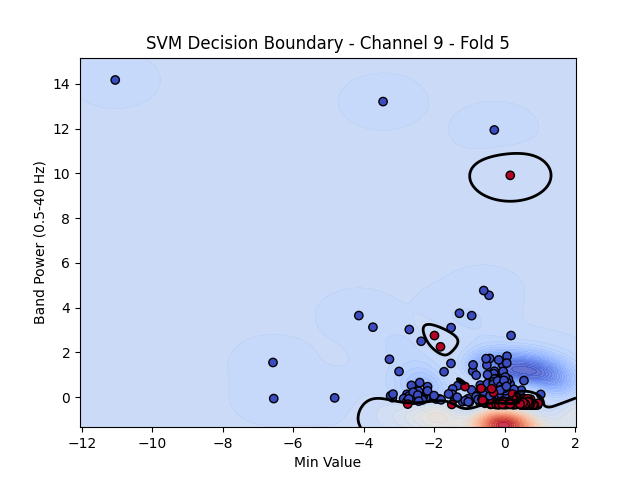 SVM Decision Boundary - Channel 9 - Fold 5
14
12
10
8
6
4
2
0
Band Power (0.5-40 Hz)
−12 −10 −8 −6 −4 −2 0 2
Min Value